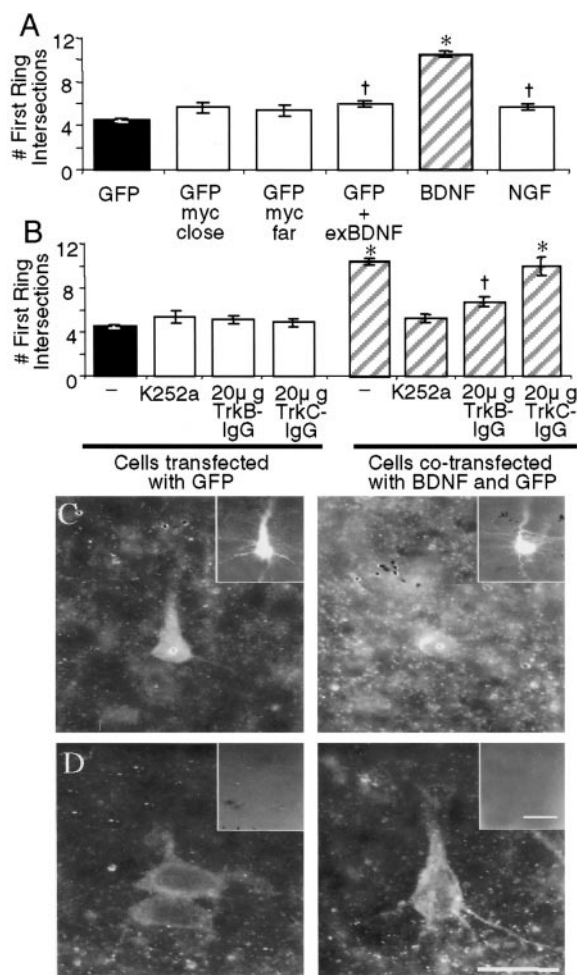 A
# First Ring
Intersections
12
8
4
0
*
†
†
GFP
GFP
myc
close
GFP
myc
far
GFP
+
exBDNF
BDNF
NGF
B
# First Ring
Intersections
12
8
4
0
*
†
*
–
K252a
20µ g
TrkB-
IgG
20µ g
TrkC-
IgG
–
K252a
20µ g
TrkB-
IgG
20µ g
TrkC-
IgG
Cells transfected
with GFP
Cells co-transfected
with BDNF and GFP
C
D